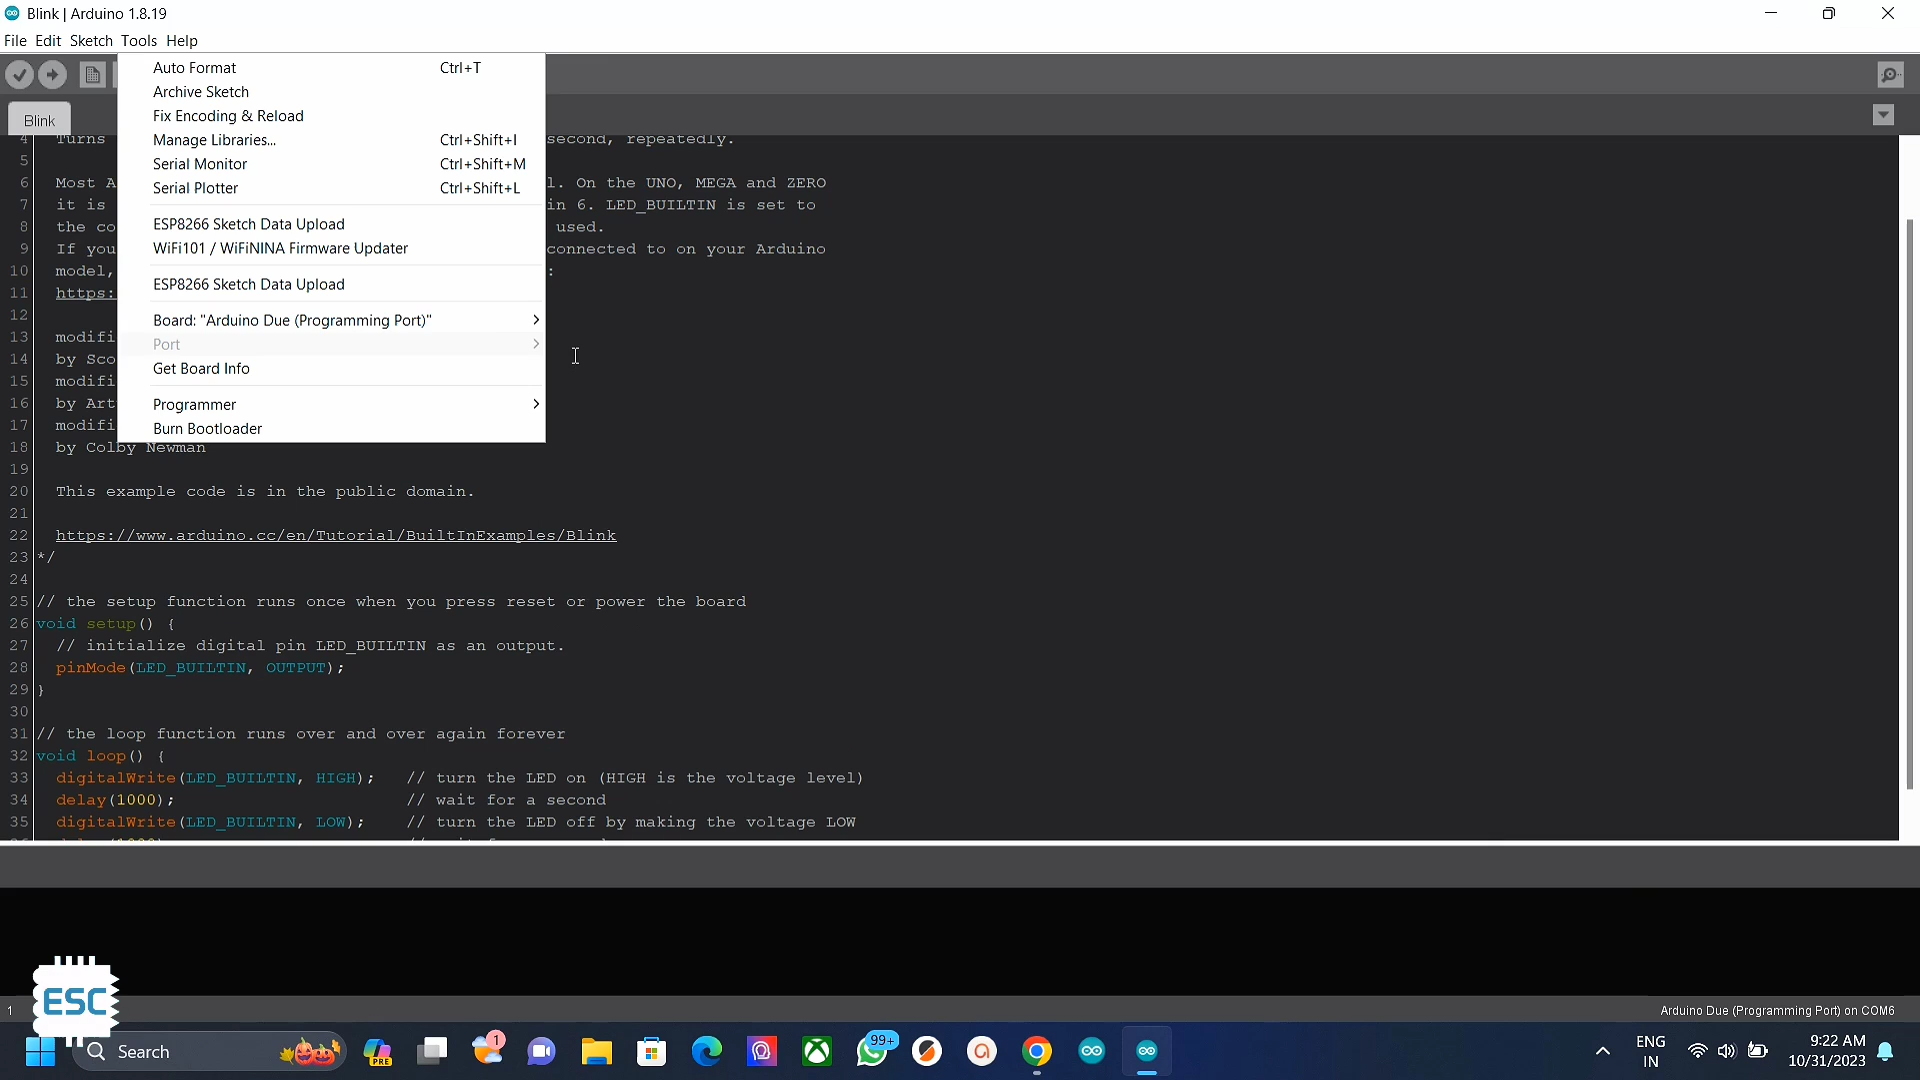 Blink | Arduino 1.8.19
File Edit Sketch Tools Help
Auto Format Ctrl+T
Archive Sketch
Fix Encoding & Reload
Manage Libraries... Ctrl+Shift+I
Serial Monitor Ctrl+Shift+M
Serial Plotter Ctrl+Shift+L
ESP8266 Sketch Data Upload
WiFi101 / WiFiNINA Firmware Updater
ESP8266 Sketch Data Upload
Board: "Arduino Due (Programming Port)"
Port
Get Board Info
Programmer
Burn Bootloader
Blink
4 Turns second, repeatedly.
5
6 Most A l. On the UNO, MEGA and ZERO
7 it is in 6. LED_BUILTIN is set to
8 the co used.
9 If you connected to on your Arduino
10 model, :
11 https:
12
13 modifi
14 by Sco
15 modifi
16 by Art
17 modifi
18 by Colby Newman
19
20 This example code is in the public domain.
21
22 https://www.arduino.cc/en/Tutorial/BuiltInExamples/Blink
23 */
24
25 // the setup function runs once when you press reset or power the board
26 void setup() {
27 // initialize digital pin LED_BUILTIN as an output.
28 pinMode(LED_BUILTIN, OUTPUT);
29 }
30
31 // the loop function runs over and over again forever
32 void loop() {
33 digitalWrite(LED_BUILTIN, HIGH); // turn the LED on (HIGH is the voltage level)
34 delay(1000); // wait for a second
35 digitalWrite(LED_BUILTIN, LOW); // turn the LED off by making the voltage LOW
1 Arduino Due (Programming Port) on COM6
ESC
Search
PRE
1
99+
ENG
IN
9:22 AM
10/31/2023